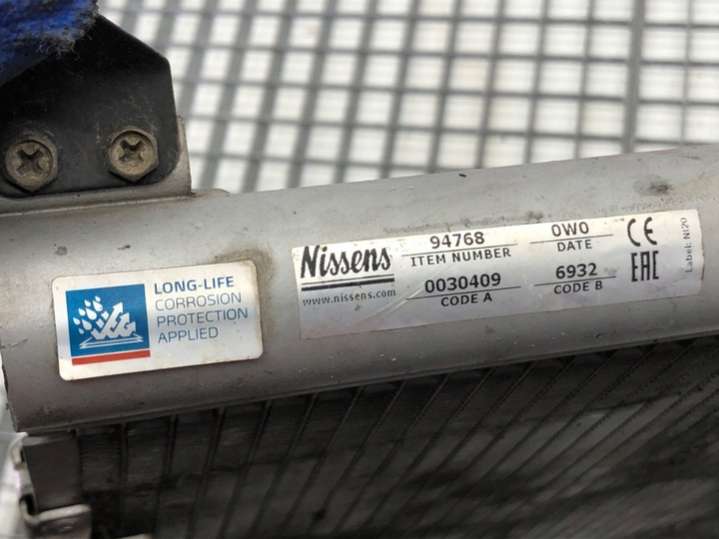 LONG-LIFE
CORROSION
PROTECTION
APPLIED
Nissens
www.nissens.com
94768
ITEM NUMBER
0W0
DATE
0030409
CODE A
6932
CODE B
CE
EAC
Label: NI20